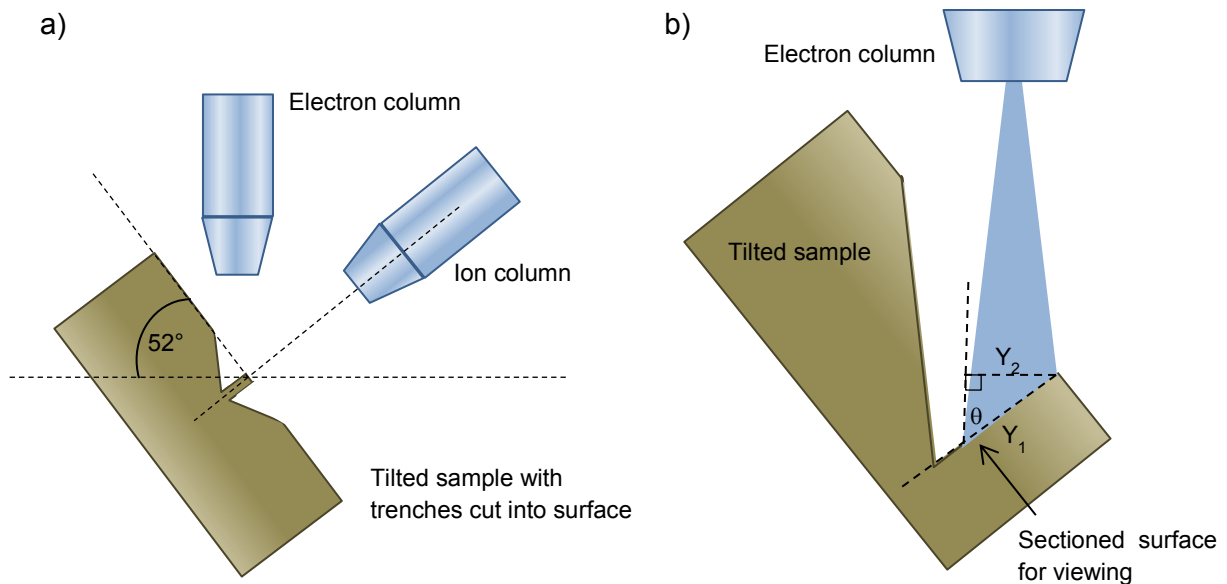 a)
Electron column
Ion column
52°
Tilted sample with
trenches cut into surface
b)
Electron column
Tilted sample
Y₂
θ
Y₁
Sectioned surface
for viewing